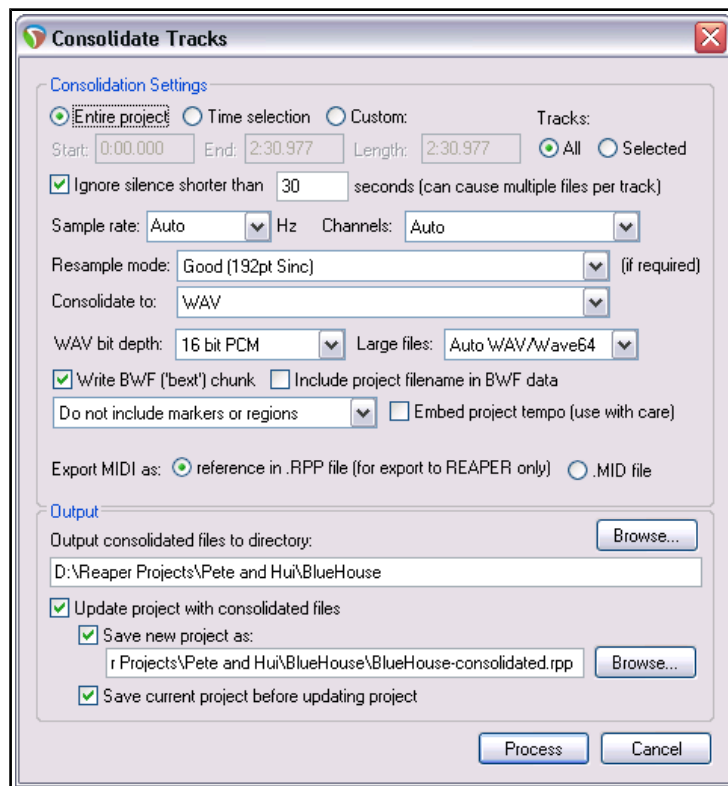 Consolidate Tracks
Consolidation Settings
Entire project Time selection Custom: Tracks:
Start: 0:00.000 End: 2:30.977 Length: 2:30.977 All Selected
Ignore silence shorter than 30 seconds (can cause multiple files per track)
Sample rate: Auto Hz Channels: Auto
Resample mode: Good (192pt Sinc) (if required)
Consolidate to: WAV
WAV bit depth: 16 bit PCM Large files: Auto WAV/Wave64
Write BWF ('bext') chunk Include project filename in BWF data
Do not include markers or regions Embed project tempo (use with care)
Export MIDI as: reference in .RPP file (for export to REAPER only) .MID file
Output
Output consolidated files to directory: Browse...
D:\Reaper Projects\Pete and Hui\BlueHouse
Update project with consolidated files
Save new project as:
r Projects\Pete and Hui\BlueHouse\BlueHouse-consolidated.rpp Browse...
Save current project before updating project
Process Cancel